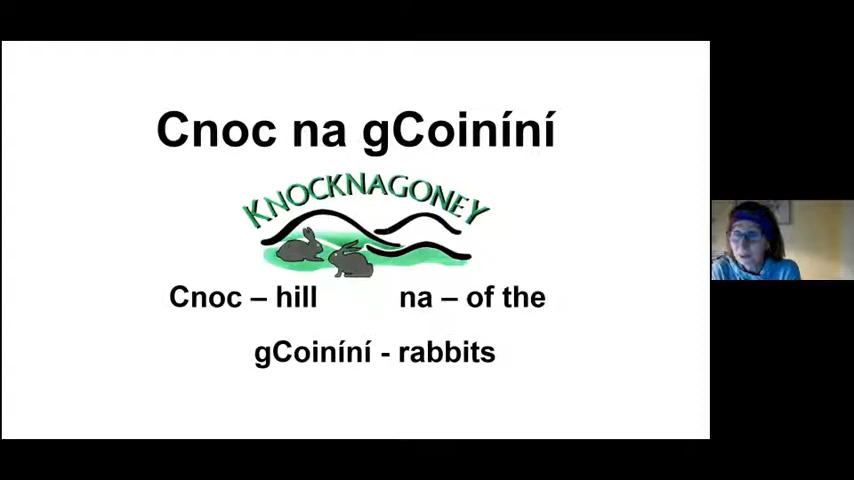 Cnoc na gCoiníní
KNOCKNAGONEY
Cnoc – hill na – of the
gCoiníní - rabbits